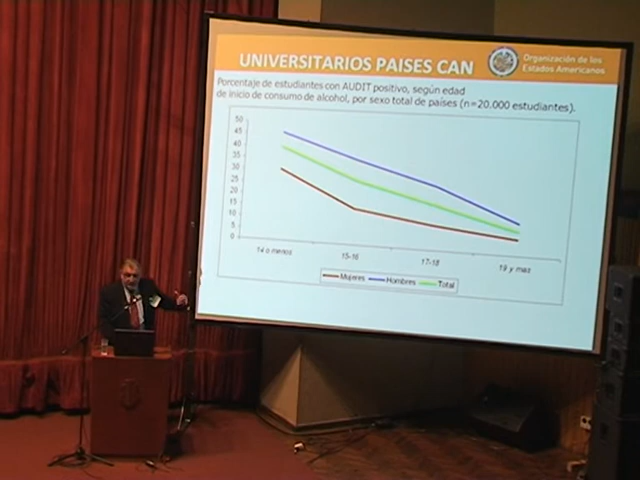 UNIVERSITARIOS PAISES CAN
Organización de los
Estados Americanos
Porcentaje de estudiantes con AUDIT positivo, según edad
de inicio de consumo de alcohol, por sexo total de países (n=20.000 estudiantes).
50
45
40
35
30
25
20
15
10
5
0
14 o menos
15-16
17-18
19 y mas
Mujeres
Hombres
Total